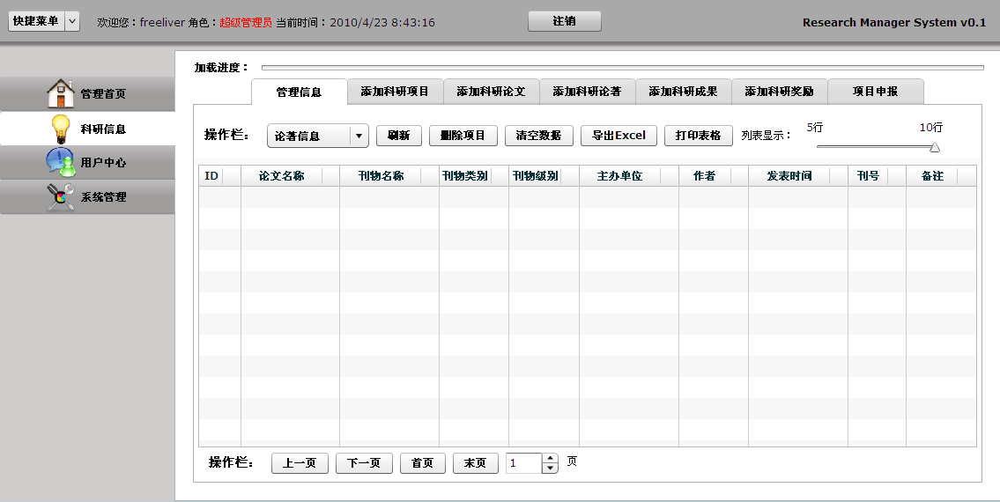 快捷菜单 欢迎您：freeliver 角色：超级管理员 当前时间：2010/4/23 8:43:16 注销 Research Manager System v0.1
加载进度：
管理首页
科研信息
用户中心
系统管理
管理信息 添加科研项目 添加科研论文 添加科研论著 添加科研成果 添加科研奖励 项目申报
操作栏： 论著信息 刷新 删除项目 清空数据 导出Excel 打印表格 列表显示： 5行 10行
ID 论文名称 刊物名称 刊物类别 刊物级别 主办单位 作者 发表时间 刊号 备注
操作栏： 上一页 下一页 首页 末页 1 页